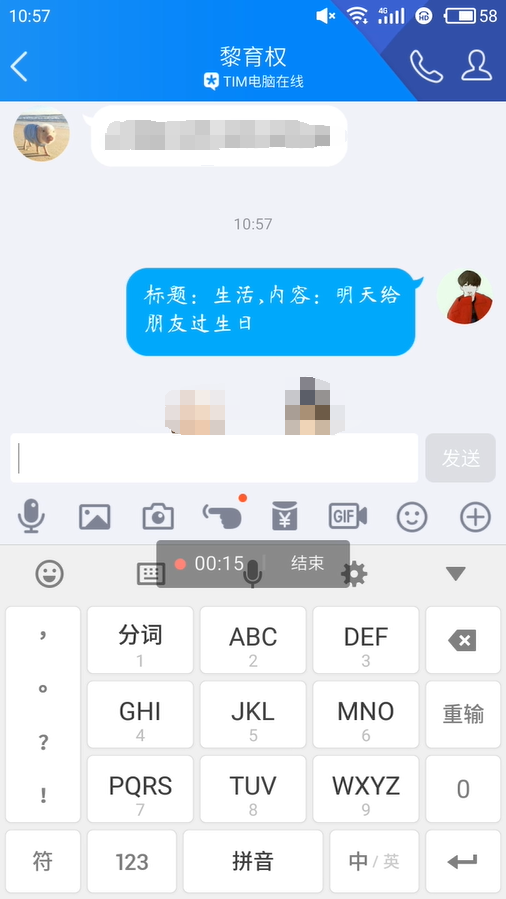 10:57
4G
HD
58
黎育权
TIM电脑在线
10:57
标题：生活,内容：明天给
朋友过生日
发送
¥
GIF
00:15
结束
，
分词
1
ABC
2
DEF
3
。
GHI
4
JKL
5
MNO
6
重输
？
PQRS
7
TUV
8
WXYZ
9
0
！
符
123
拼音
中/英